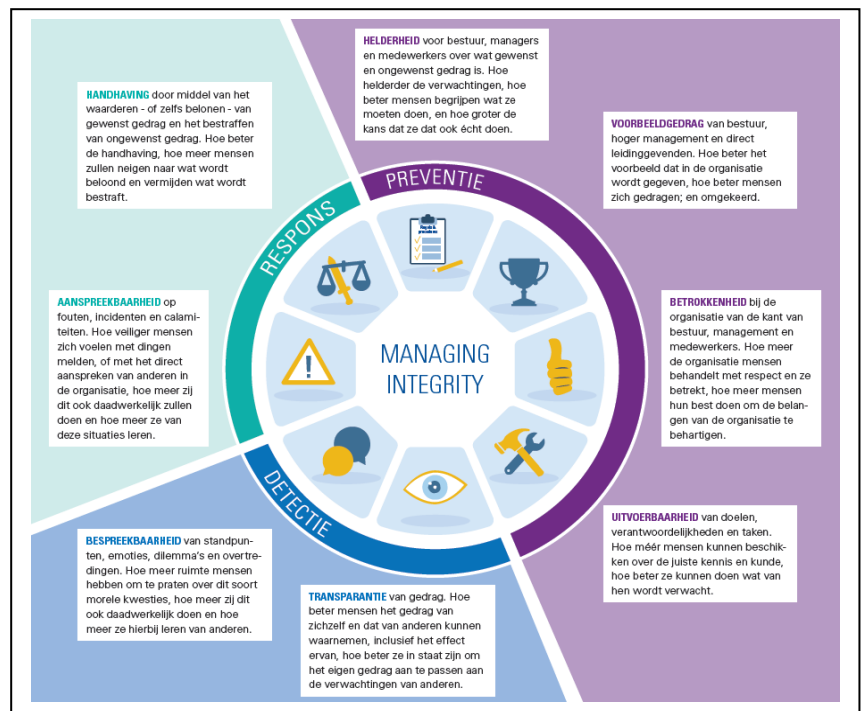 HELDERHEID voor bestuur, managers
en medewerkers over wat gewenst
en ongewenst gedrag is. Hoe
helderder de verwachtingen, hoe
beter mensen begrijpen wat ze
moeten doen, en hoe groter de
kans dat ze dat ook écht doen.
VOORBEELDGEDRAG van bestuur,
hoger management en direct
leidinggevenden. Hoe beter het
voorbeeld dat in de organisatie
wordt gegeven, hoe beter mensen
zich gedragen; en omgekeerd.
BETROKKENHEID bij de
organisatie van de kant van
bestuur, management en
medewerkers. Hoe meer
de organisatie mensen
behandelt met respect en ze
betrekt, hoe meer mensen
hun best doen om de belan-
gen van de organisatie te
behartigen.
UITVOERBAARHEID van doelen,
verantwoordelijkheden en taken.
Hoe méér mensen kunnen beschik-
ken over de juiste kennis en kunde,
hoe beter ze kunnen doen wat van
hen wordt verwacht.
TRANSPARANTIE van gedrag. Hoe
beter mensen het gedrag van
zichzelf en dat van anderen kunnen
waarnemen, inclusief het effect
ervan, hoe beter ze in staat zijn om
het eigen gedrag aan te passen aan
de verwachtingen van anderen.
BESPREEKBAARHEID van standpun-
ten, emoties, dilemma's en overtre-
dingen. Hoe meer ruimte mensen
hebben om te praten over dit soort
morele kwesties, hoe meer zij dit
ook daadwerkelijk doen en hoe
meer ze hierbij leren van anderen.
AANSPREEKBAARHEID op
fouten, incidenten en calami-
teiten. Hoe veiliger mensen
zich voelen met dingen
melden, of met het direct
aanspreken van anderen in
de organisatie, hoe meer zij
dit ook daadwerkelijk zullen
doen en hoe meer ze van
deze situaties leren.
HANDHAVING door middel van het
waarderen - of zelfs belonen - van
gewenst gedrag en het bestraffen
van ongewenst gedrag. Hoe beter
de handhaving, hoe meer mensen
zullen neigen naar wat wordt
beloond en vermijden wat wordt
bestraft.
PREVENTIE
DETECTIE
RESPONS
MANAGING
INTEGRITY